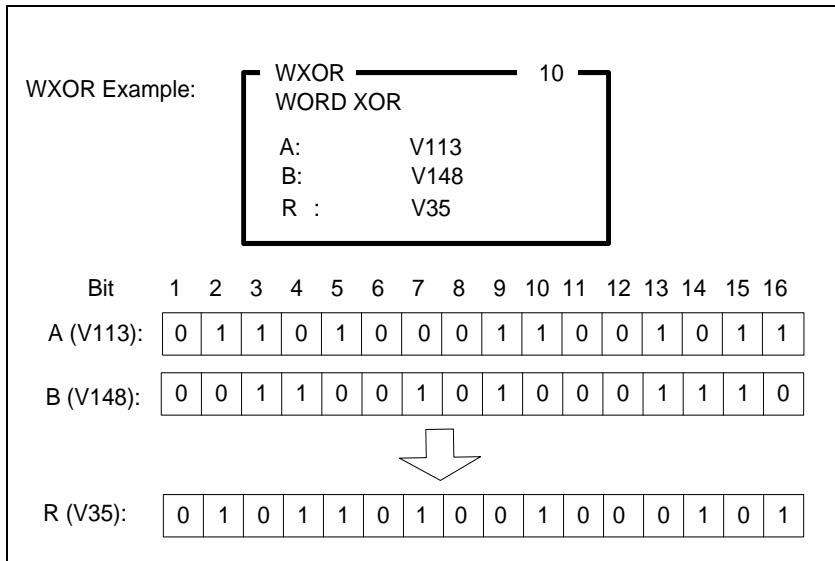 WXOR 10
WXOR Example:
WORD XOR
A: V113
B: V148
R : V35
Bit 1 2 3 4 5 6 7 8 9 10 11 12 13 14 15 16
A (V113): 0 1 1 0 1 0 0 0 1 1 0 0 1 0 1 1
B (V148): 0 0 1 1 0 0 1 0 1 0 0 0 1 1 1 0
R (V35): 0 1 0 1 1 0 1 0 0 1 0 0 0 1 0 1